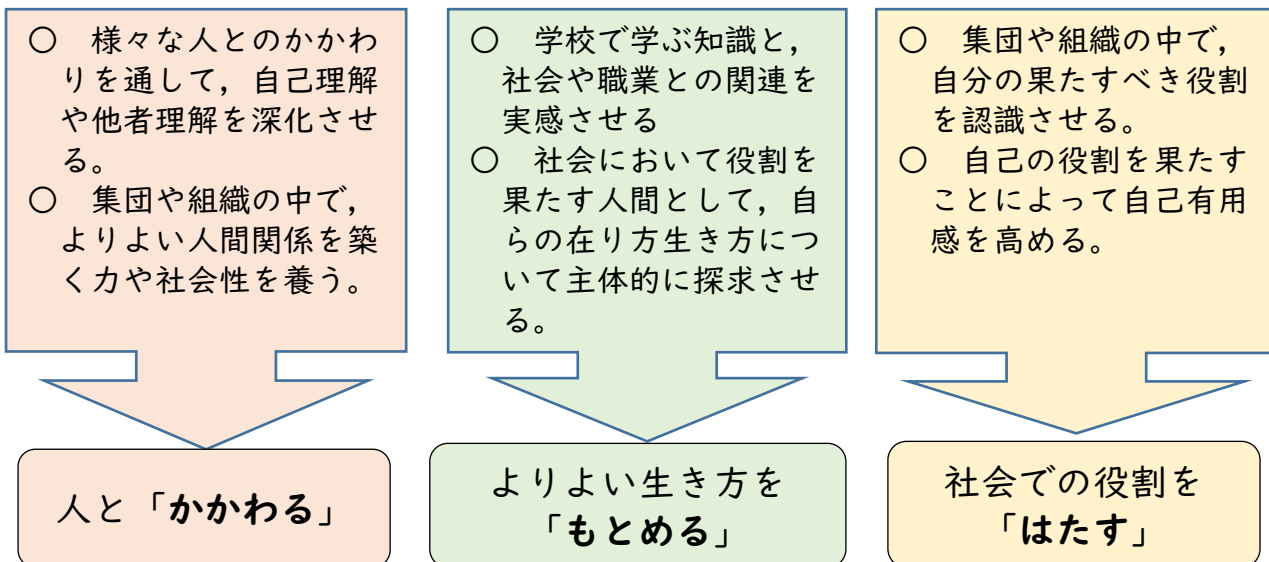 ○　様々な人とのかかわ
りを通して，自己理解
や他者理解を深化させ
る。
○　集団や組織の中で，
よりよい人間関係を築
く力や社会性を養う。
人と「かかわる」
○　学校で学ぶ知識と，
社会や職業との関連を
実感させる
○　社会において役割を
果たす人間として，自
らの在り方生き方につ
いて主体的に探求させ
る。
よりよい生き方を
「もとめる」
○　集団や組織の中で，
自分の果たすべき役割
を認識させる。
○　自己の役割を果たす
ことによって自己有用
感を高める。
社会での役割を
「はたす」